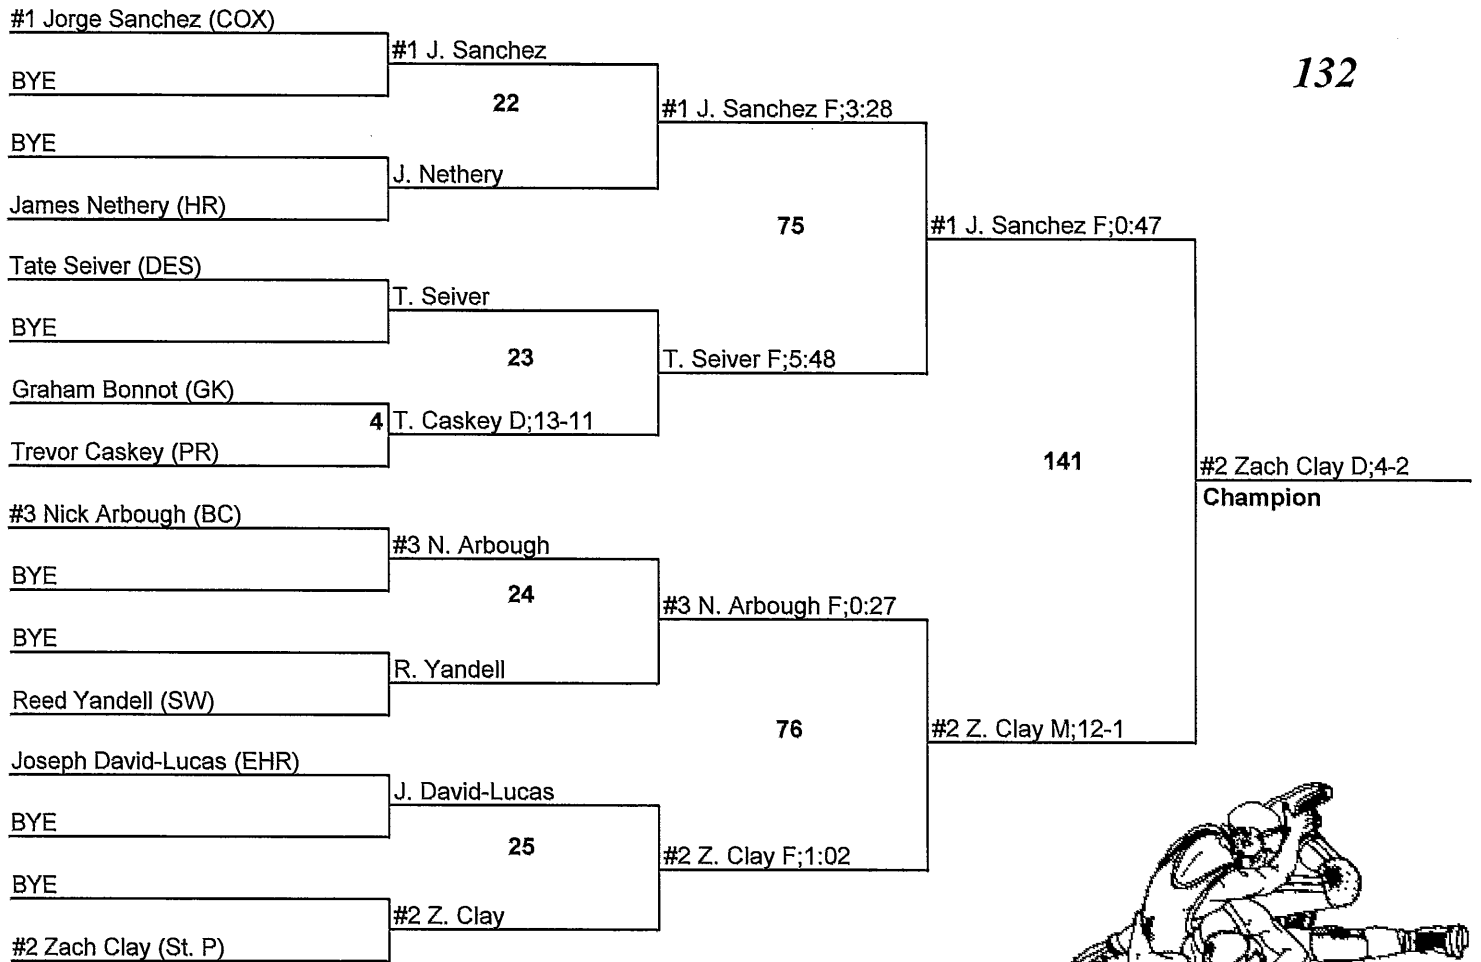 #1 Jorge Sanchez (COX)
BYE
BYE
James Nethery (HR)
Tate Seiver (DES)
BYE
Graham Bonnot (GK)
Trevor Caskey (PR)
#3 Nick Arbough (BC)
BYE
BYE
Reed Yandell (SW)
Joseph David-Lucas (EHR)
BYE
BYE
#2 Zach Clay (St. P)
#1 J. Sanchez
22
J. Nethery
T. Seiver
23
4 T. Caskey D;13-11
#3 N. Arbough
24
R. Yandell
J. David-Lucas
25
#2 Z. Clay
#1 J. Sanchez F;3:28
75
T. Seiver F;5:48
#3 N. Arbough F;0:27
76
#2 Z. Clay F;1:02
#1 J. Sanchez F;0:47
141
#2 Z. Clay M;12-1
132
#2 Zach Clay D;4-2
Champion